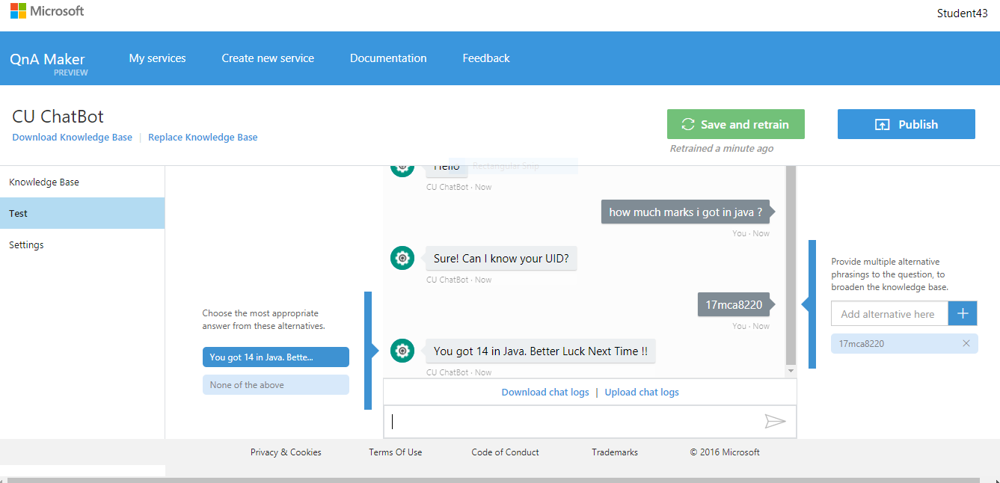 Microsoft
Student43
QnA Maker
PREVIEW
My services
Create new service
Documentation
Feedback
CU ChatBot
Download Knowledge Base | Replace Knowledge Base
Save and retrain
Retrained a minute ago
Publish
Knowledge Base
Test
Settings
Choose the most appropriate
answer from these alternatives.
You got 14 in Java. Bette...
None of the above
Hello
Rectangular Snip
CU ChatBot · Now
how much marks i got in java ?
You · Now
Sure! Can I know your UID?
CU ChatBot · Now
17mca8220
You · Now
You got 14 in Java. Better Luck Next Time !!
CU ChatBot · Now
Download chat logs | Upload chat logs
Provide multiple alternative
phrasings to the question, to
broaden the knowledge base.
Add alternative here
17mca8220
Privacy & Cookies
Terms Of Use
Code of Conduct
Trademarks
© 2016 Microsoft